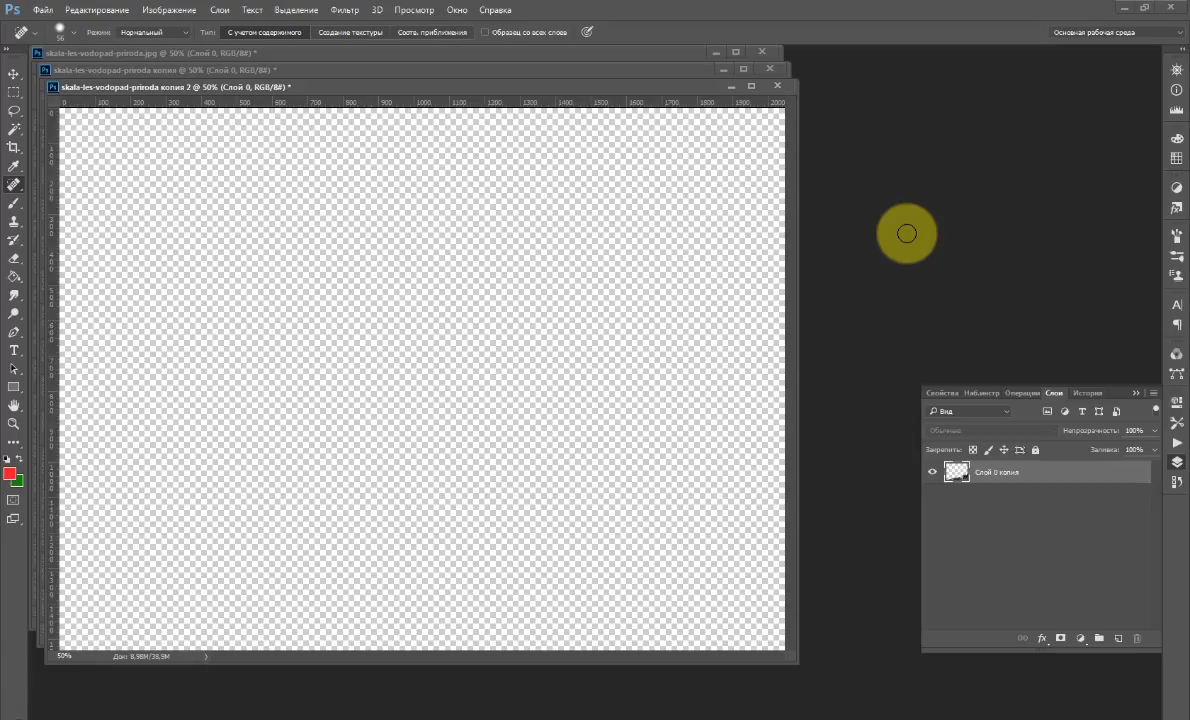 Ps Файл Редактирование Изображение Слои Текст Выделение Фильтр 3D Просмотр Окно Справка
56 Режим: Нормальный Тип: С учетом содержимого Создание текстуры Соотв. приближения Образец со всех слоев Основная рабочая среда
skala-les-vodopad-priroda.jpg @ 50% (Слой 0, RGB/8#) *
skala-les-vodopad-priroda копия @ 50% (Слой 0, RGB/8#) *
skala-les-vodopad-priroda копия 2 @ 50% (Слой 0, RGB/8#) *
0 100 200 300 400 500 600 700 800 900 1000 1100 1200 1300 1400 1500 1600 1700 1800 1900 2000
Свойства Наб.инстр Операции Слои История
Вид
Обычные Непрозрачность: 100%
Закрепить: Заливка: 100%
Слой 0 копия
fx
50% Док: 8,98M/38,9M